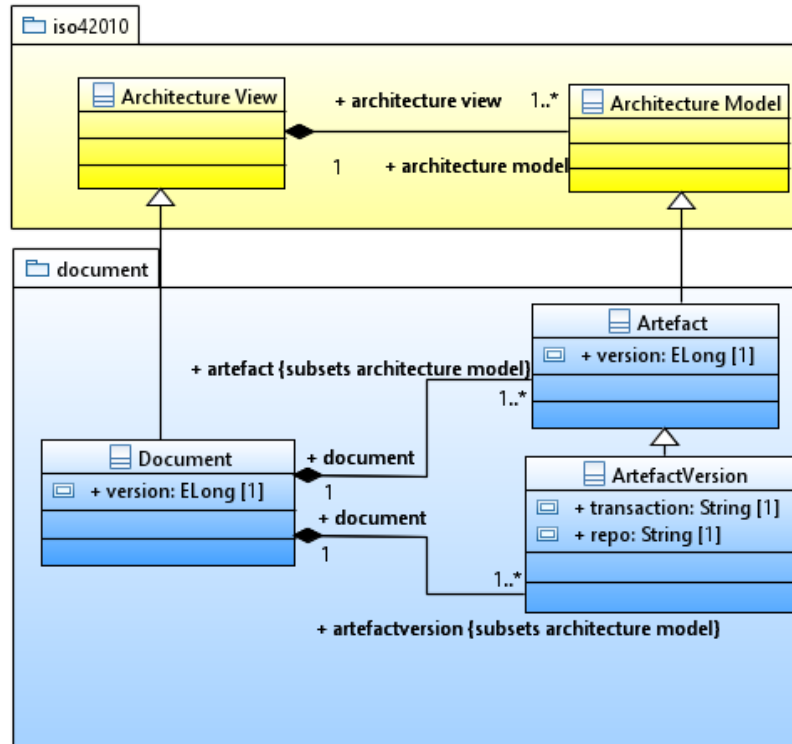 iso42010
Architecture View
+ architecture view
1..*
Architecture Model
1
+ architecture model
document
Artefact
+ version: ELong [1]
+ artefact {subsets architecture model}
1..*
Document
+ version: ELong [1]
+ document
1
ArtefactVersion
+ transaction: String [1]
+ repo: String [1]
+ document
1
1..*
+ artefactversion {subsets architecture model}